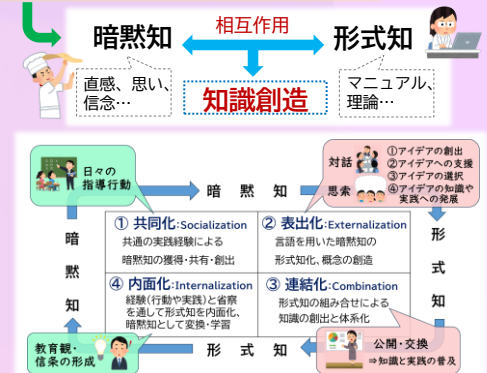 相互作用
暗黙知
形式知
直感、思い、
信念…
マニュアル、
理論…
知識創造
日々の
指導行動
対話
思索
①アイデアの創出
②アイデアへの支援
③アイデアの選択
④アイデアの知識や
実践への発展
暗黙知
暗黙知
形式知
① 共同化:Socialization
共通の実践経験による
暗黙知の獲得・共有・創出
② 表出化:Externalization
言語を用いた暗黙知の
形式知化、概念の創造
④ 内面化:Internalization
経験(行動や実践)と省察
を通して形式知を内面化、
暗黙知として変換・学習
③ 連結化:Combination
形式知の組み合せによる
知識の創出と体系化
教育観・
信条の形成
形式知
公開・交換
⇒知識と実践の普及